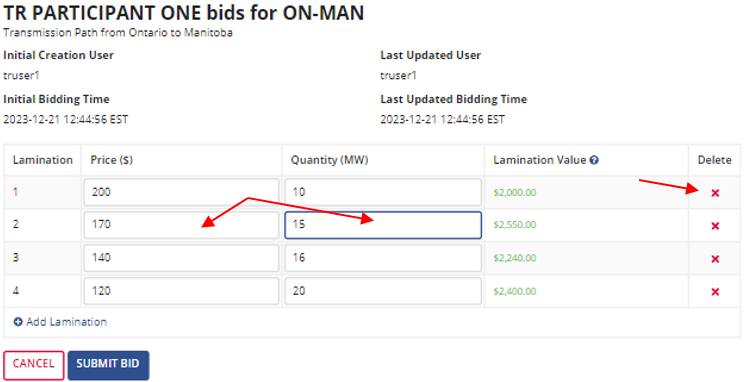 TR PARTICIPANT ONE bids for ON-MAN
Transmission Path from Ontario to Manitoba
Initial Creation User Last Updated User
truser1 truser1
Initial Bidding Time Last Updated Bidding Time
2023-12-21 12:44:56 EST 2023-12-21 12:44:56 EST
Lamination Price ($) Quantity (MW) Lamination Value Delete
1 200 10 $2,000.00
2 170 15 $2,550.00
3 140 16 $2,240.00
4 120 20 $2,400.00
Add Lamination
CANCEL SUBMIT BID